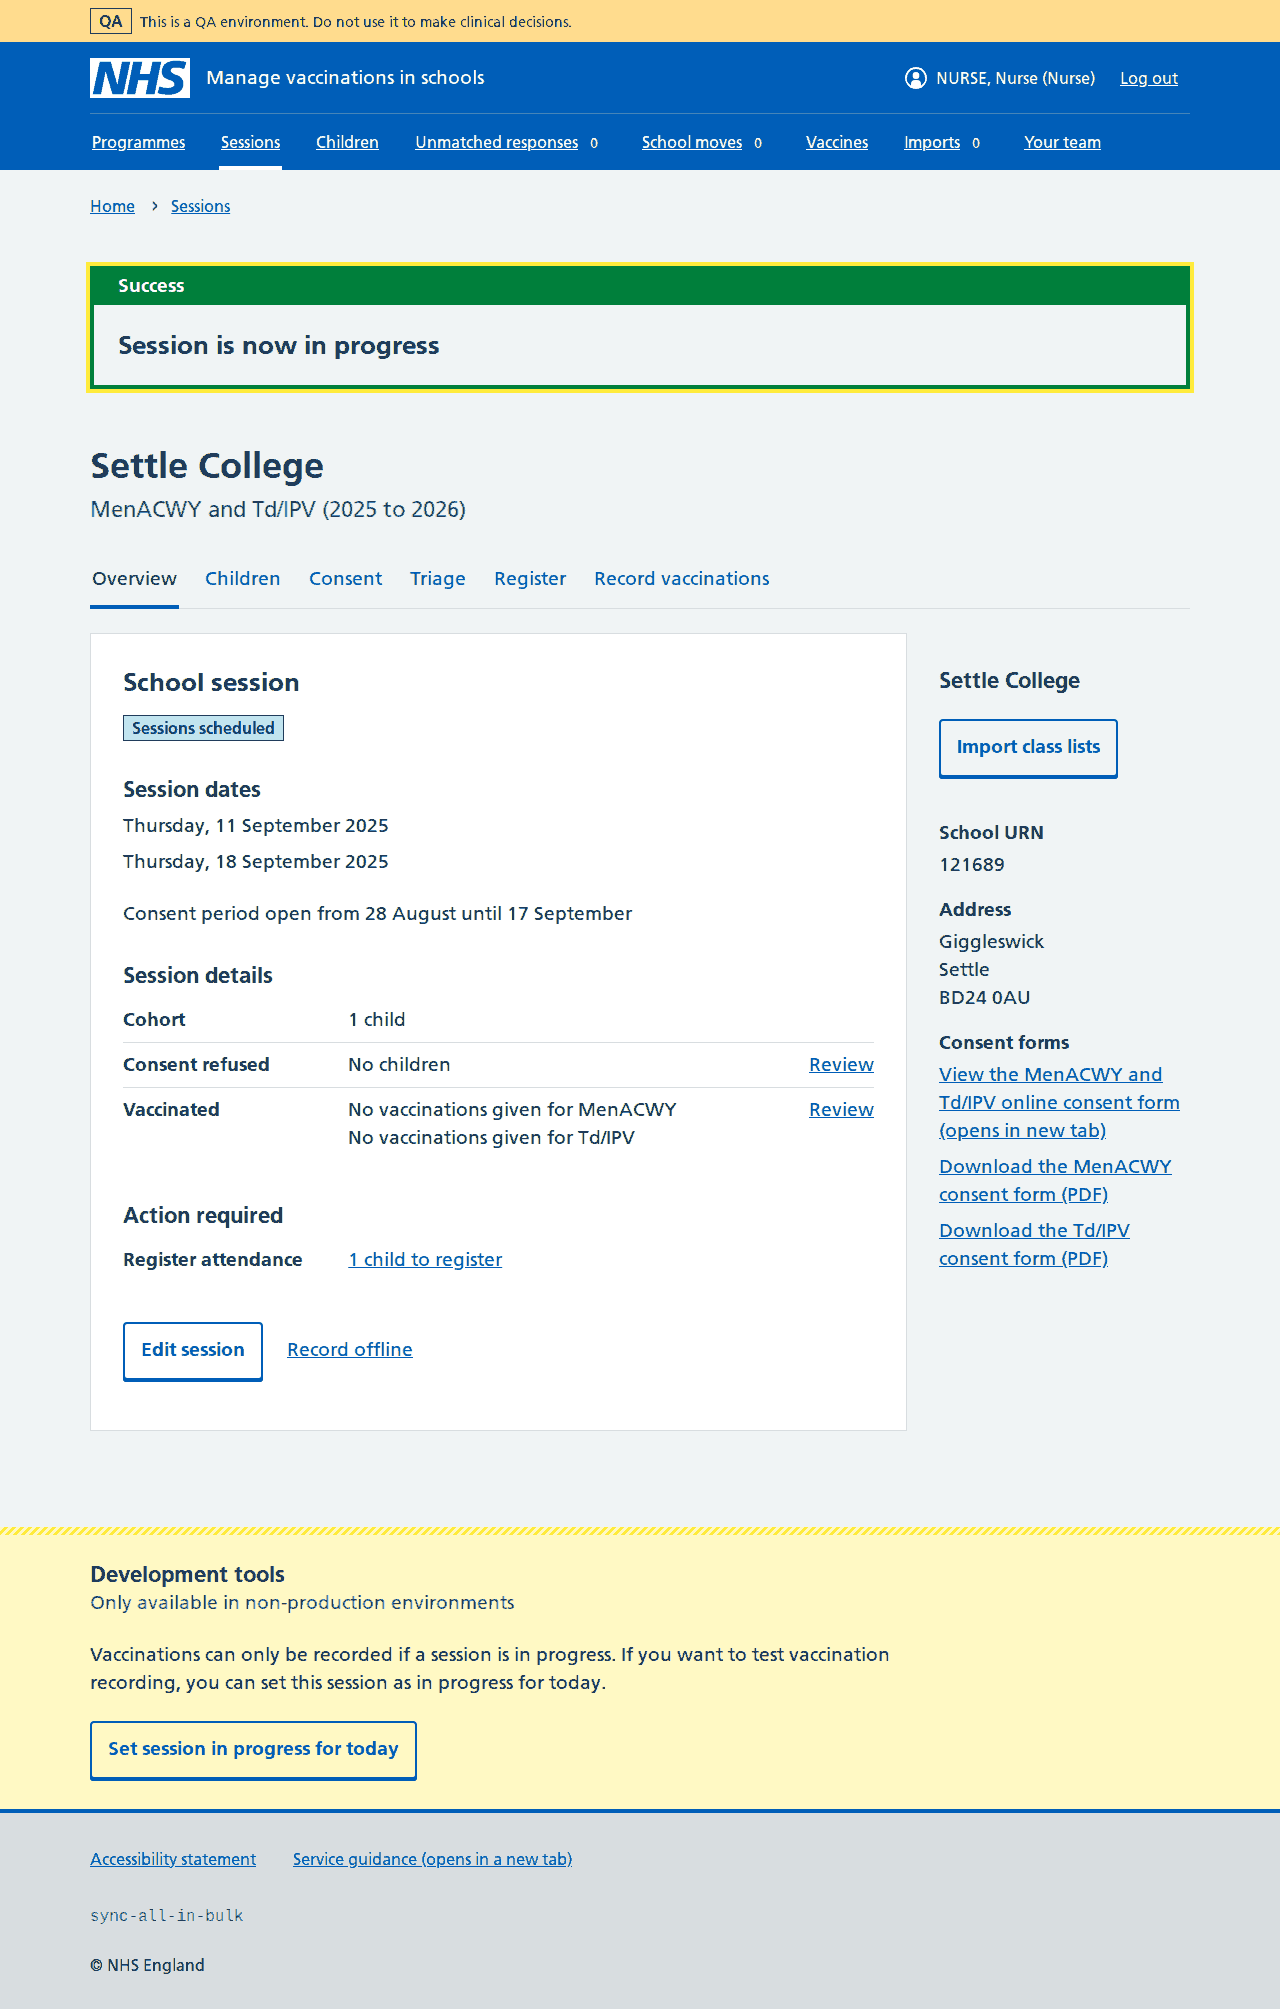 QA This is a QA environment. Do not use it to make clinical decisions.
NHS Manage vaccinations in schools NURSE, Nurse (Nurse) Log out
Programmes Sessions Children Unmatched responses 0 School moves 0 Vaccines Imports 0 Your team
Home › Sessions
Success
Session is now in progress
Settle College
MenACWY and Td/IPV (2025 to 2026)
Overview Children Consent Triage Register Record vaccinations
School session
Sessions scheduled
Session dates
Thursday, 11 September 2025
Thursday, 18 September 2025
Consent period open from 28 August until 17 September
Session details
Cohort 1 child
Consent refused No children Review
Vaccinated No vaccinations given for MenACWY Review
No vaccinations given for Td/IPV
Action required
Register attendance 1 child to register
Edit session Record offline
Settle College
Import class lists
School URN
121689
Address
Giggleswick
Settle
BD24 0AU
Consent forms
View the MenACWY and
Td/IPV online consent form
(opens in new tab)
Download the MenACWY
consent form (PDF)
Download the Td/IPV
consent form (PDF)
Development tools
Only available in non-production environments
Vaccinations can only be recorded if a session is in progress. If you want to test vaccination
recording, you can set this session as in progress for today.
Set session in progress for today
Accessibility statement Service guidance (opens in a new tab)
sync-all-in-bulk
© NHS England